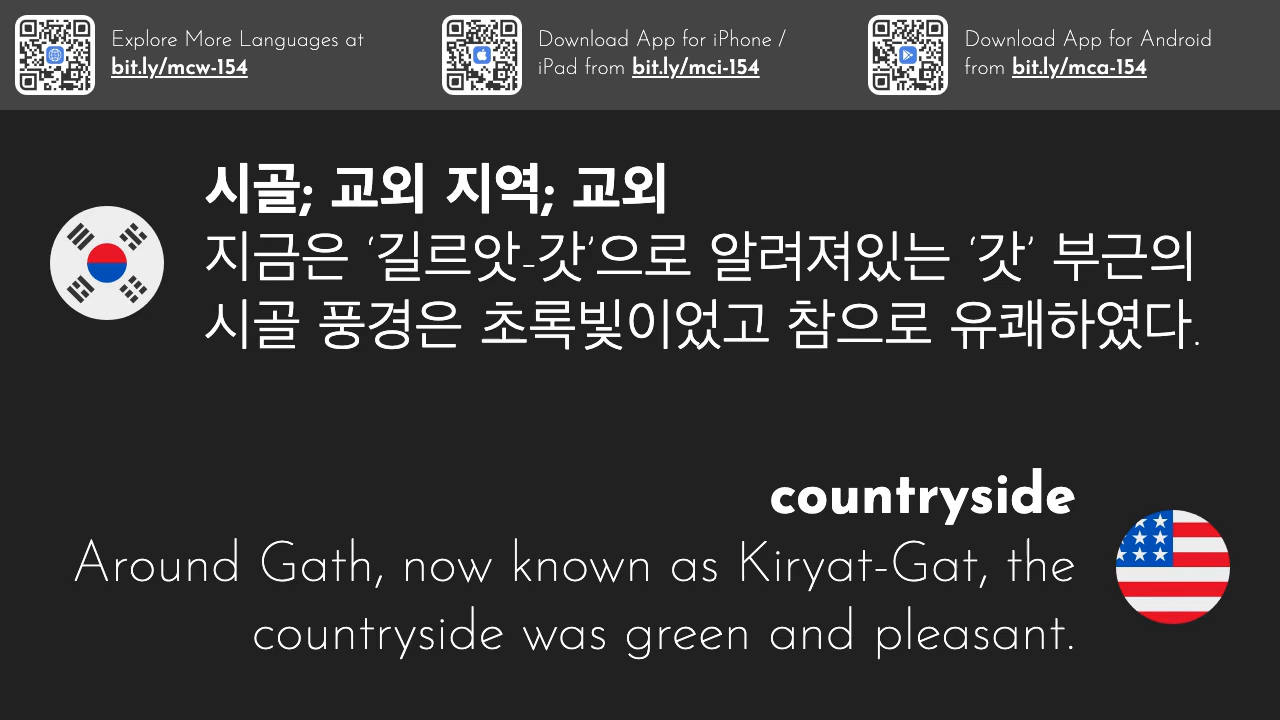 Explore More Languages at
bit.ly/mcw-154
Download App for iPhone /
iPad from bit.ly/mci-154
Download App for Android
from bit.ly/mca-154
시골; 교외 지역; 교외
지금은 ‘길르앗-갓’으로 알려져있는 ‘갓’ 부근의
시골 풍경은 초록빛이었고 참으로 유쾌하였다.
countryside
Around Gath, now known as Kiryat-Gat, the
countryside was green and pleasant.